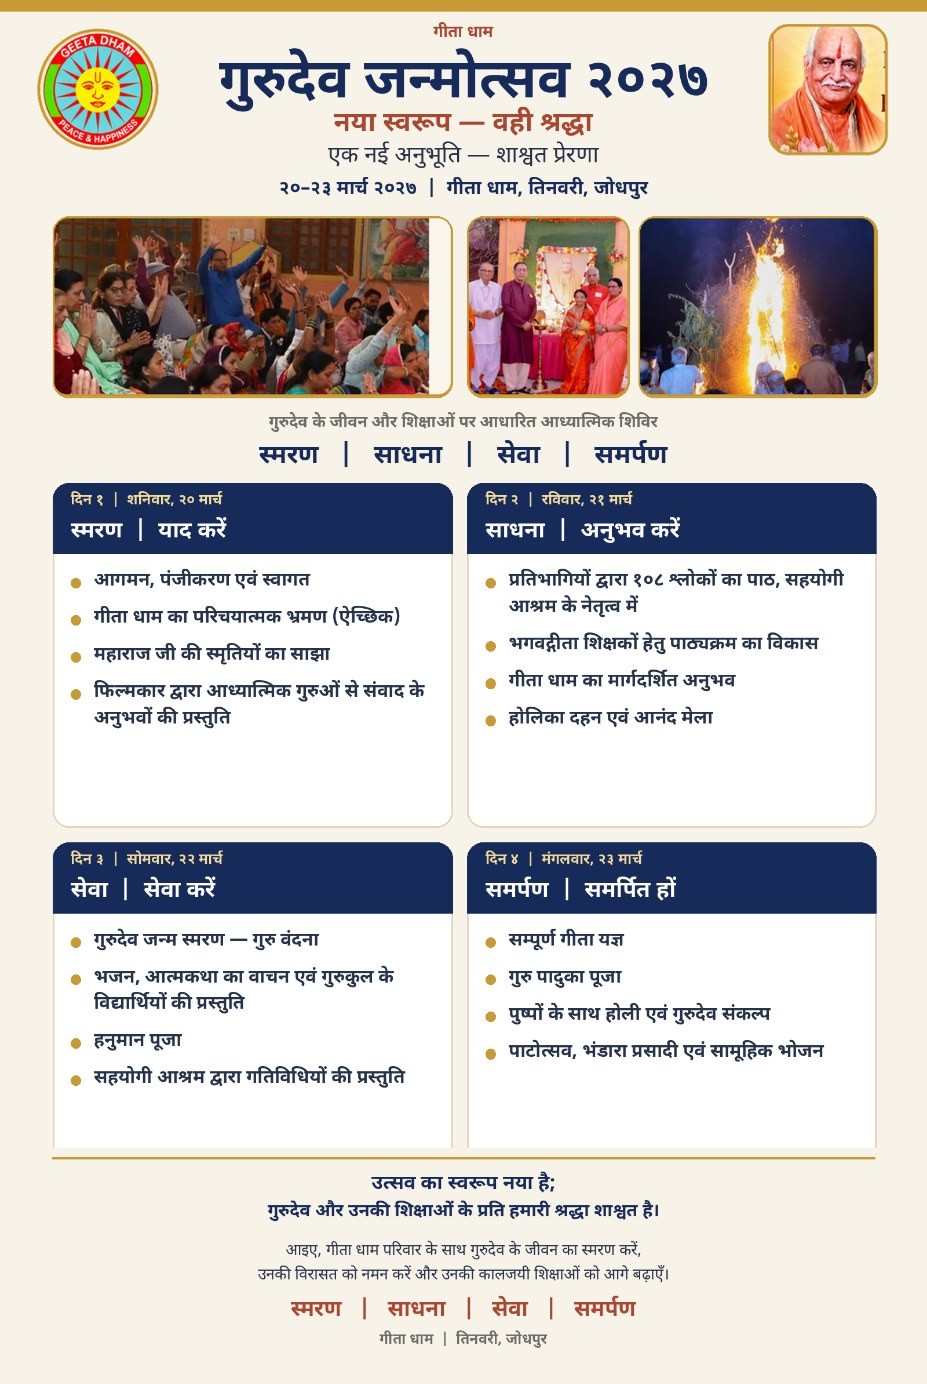 गीता धाम
GEETA DHAM
PEACE & HAPPINESS
गुरुदेव जन्मोत्सव २०२७
नया स्वरूप — वही श्रद्धा
एक नई अनुभूति — शाश्वत प्रेरणा
२०–२३ मार्च २०२७ | गीता धाम, तिनवरी, जोधपुर
गुरुदेव के जीवन और शिक्षाओं पर आधारित आध्यात्मिक शिविर
स्मरण | साधना | सेवा | समर्पण
दिन १ | शनिवार, २० मार्च
स्मरण | याद करें
आगमन, पंजीकरण एवं स्वागत
गीता धाम का परिचयात्मक भ्रमण (ऐच्छिक)
महाराज जी की स्मृतियों का साझा
फिल्मकार द्वारा आध्यात्मिक गुरुओं से संवाद के
अनुभवों की प्रस्तुति
दिन २ | रविवार, २१ मार्च
साधना | अनुभव करें
प्रतिभागियों द्वारा १०८ श्लोकों का पाठ, सहयोगी
आश्रम के नेतृत्व में
भगवद्गीता शिक्षकों हेतु पाठ्यक्रम का विकास
गीता धाम का मार्गदर्शित अनुभव
होलिका दहन एवं आनंद मेला
दिन ३ | सोमवार, २२ मार्च
सेवा | सेवा करें
गुरुदेव जन्म स्मरण — गुरु वंदना
भजन, आत्मकथा का वाचन एवं गुरुकुल के
विद्यार्थियों की प्रस्तुति
हनुमान पूजा
सहयोगी आश्रम द्वारा गतिविधियों की प्रस्तुति
दिन ४ | मंगलवार, २३ मार्च
समर्पण | समर्पित हों
सम्पूर्ण गीता यज्ञ
गुरु पादुका पूजा
पुष्पों के साथ होली एवं गुरुदेव संकल्प
पाटोत्सव, भंडारा प्रसादी एवं सामूहिक भोजन
उत्सव का स्वरूप नया है;
गुरुदेव और उनकी शिक्षाओं के प्रति हमारी श्रद्धा शाश्वत है।
आइए, गीता धाम परिवार के साथ गुरुदेव के जीवन का स्मरण करें,
उनकी विरासत को नमन करें और उनकी कालजयी शिक्षाओं को आगे बढ़ाएँ।
स्मरण | साधना | सेवा | समर्पण
गीता धाम | तिनवरी, जोधपुर